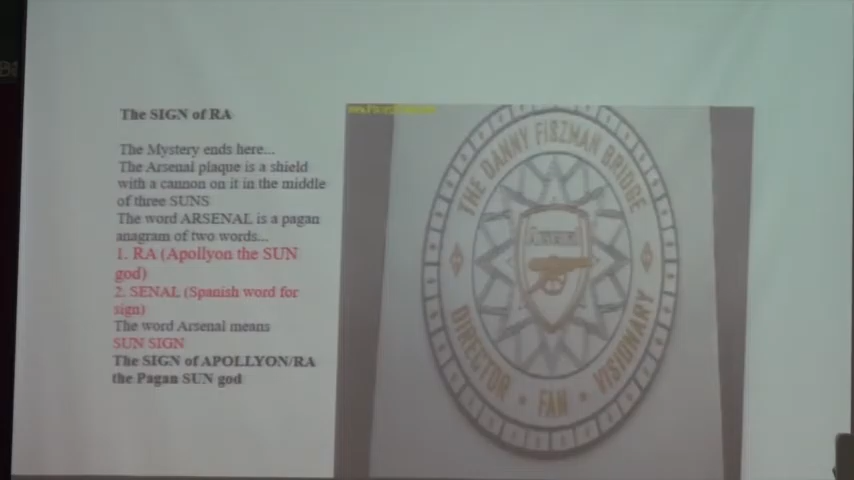 The SIGN of RA
The Mystery ends here...
The Arsenal plaque is a shield
with a cannon on it in the middle
of three SUNS
The word ARSENAL is a pagan
anagram of two words...
1. RA (Apollyon the SUN
god)
2. SENAL (Spanish word for
sign)
The word Arsenal means
SUN SIGN
The SIGN of APOLLYON/RA
the Pagan SUN god
THE DANNY FISZMAN BRIDGE
Arsenal
DIRECTOR • FAN • VISIONARY